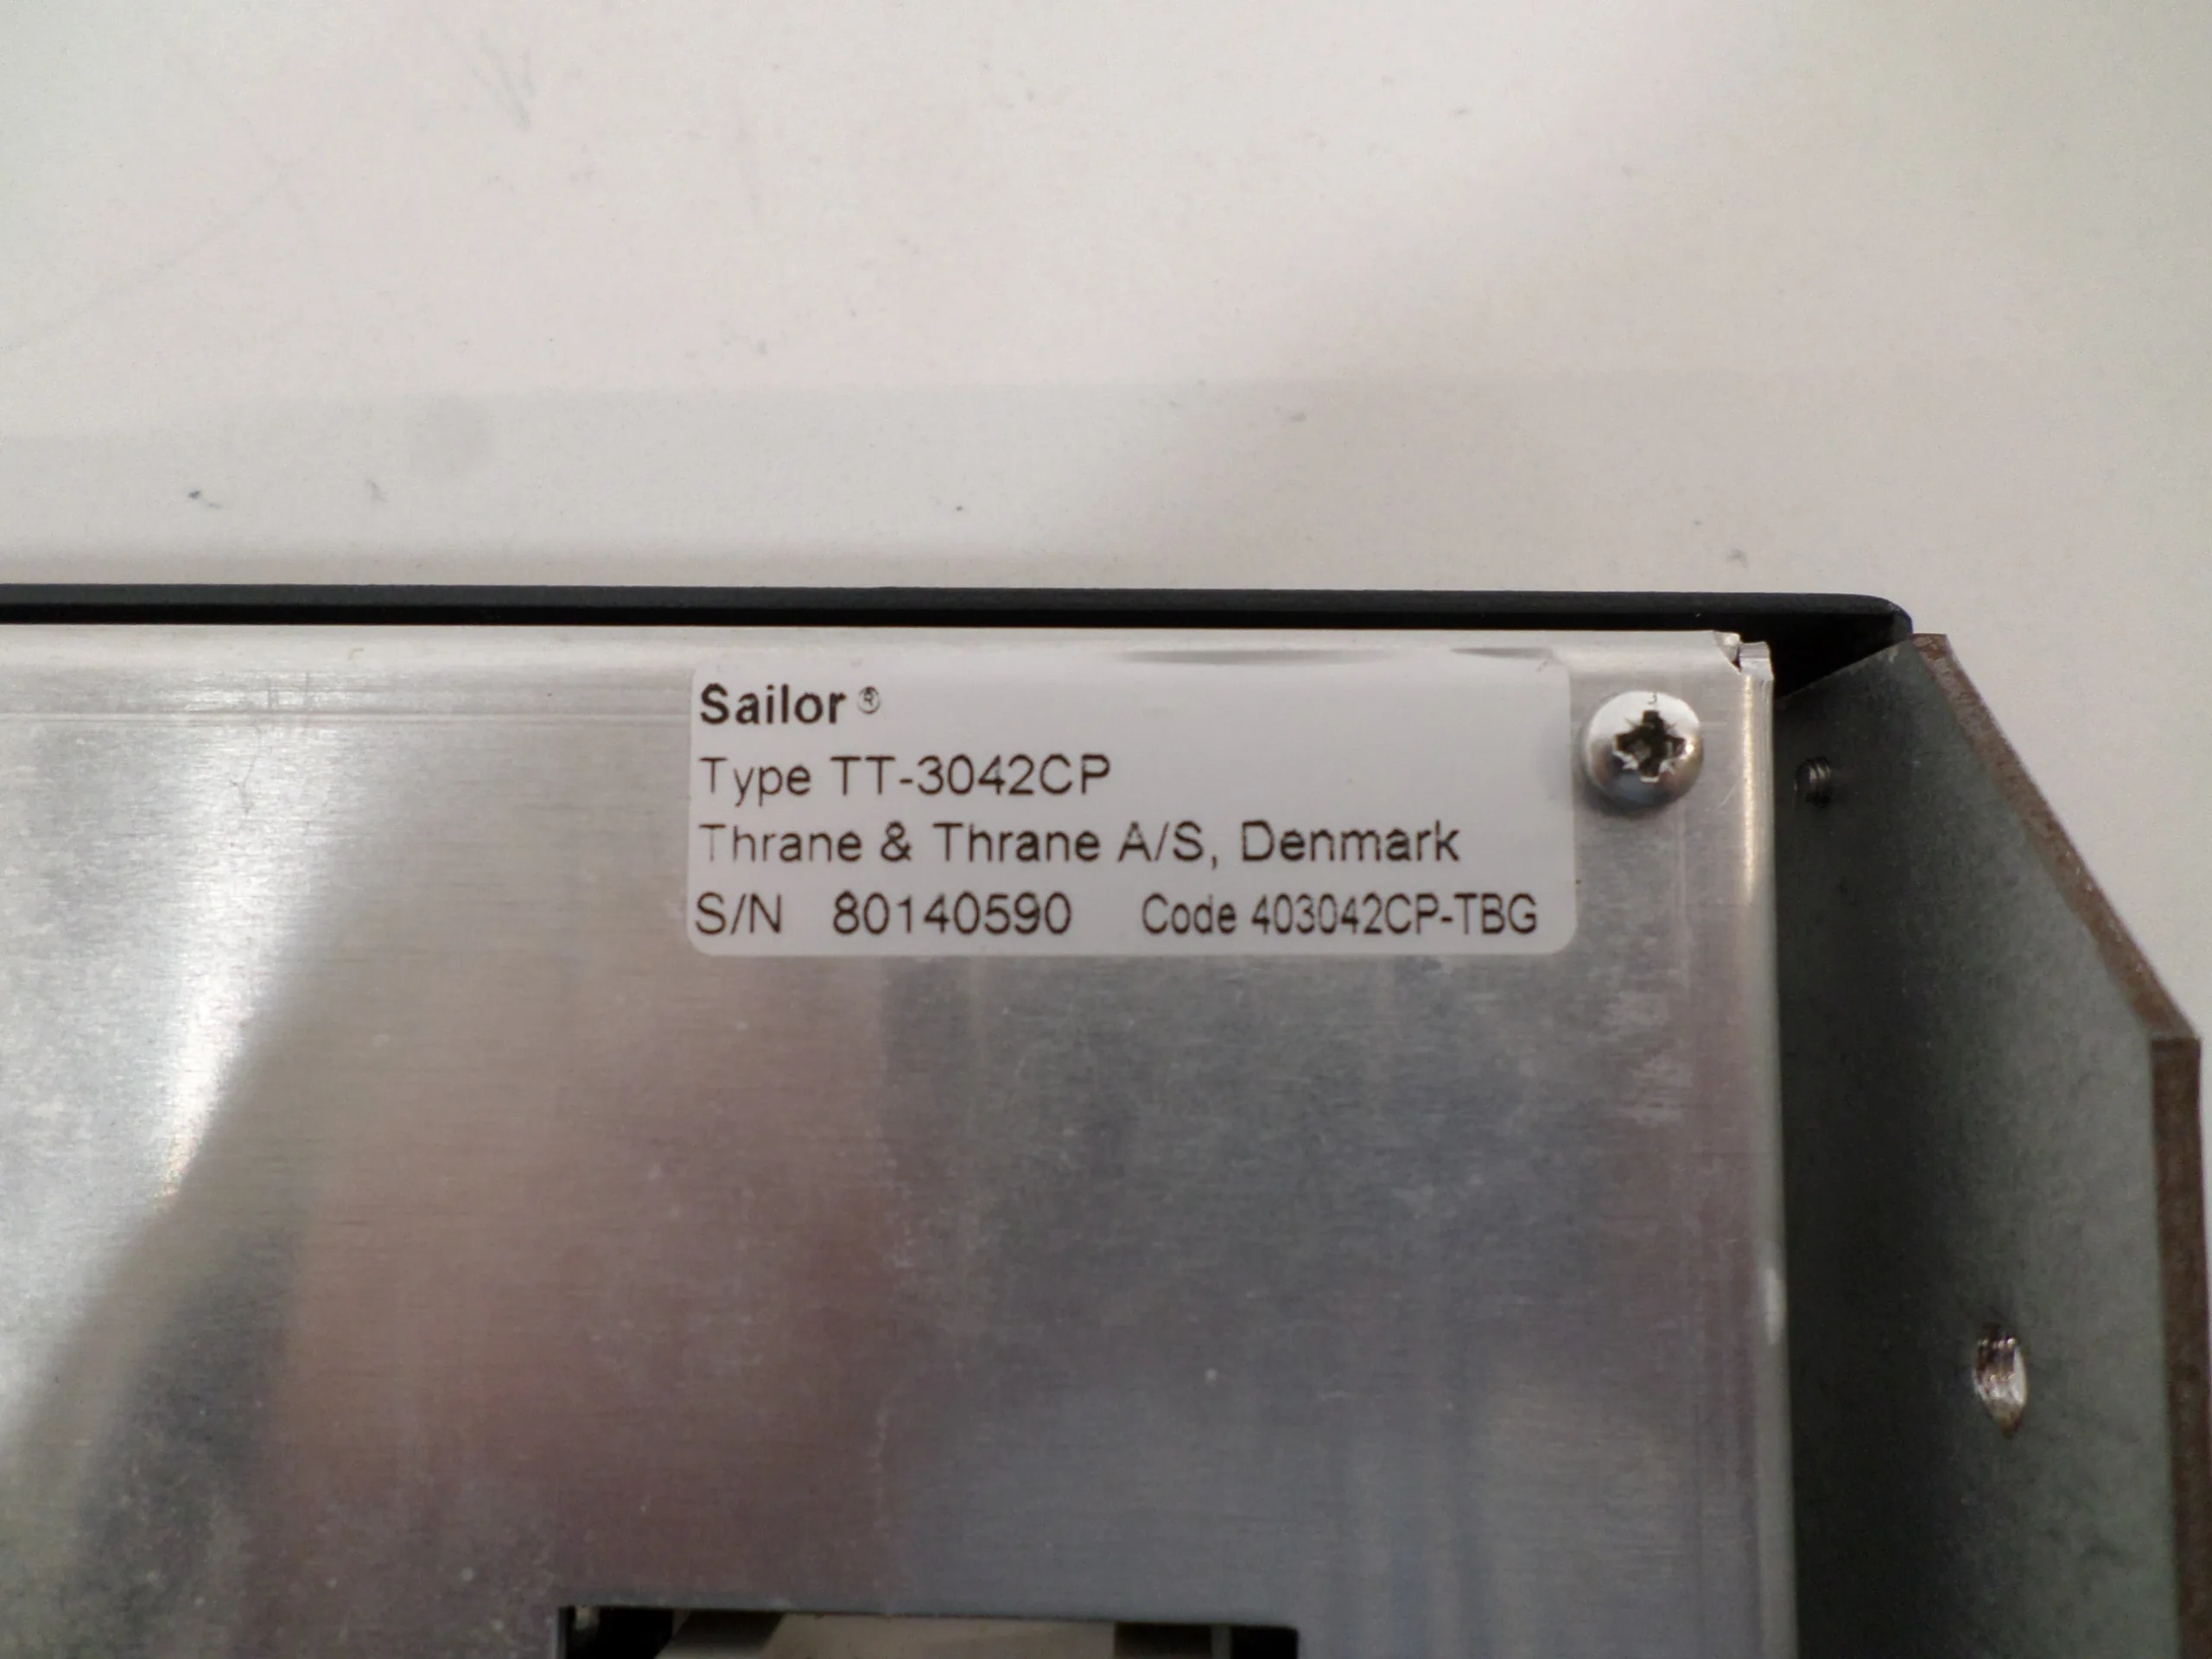 Sailor®
Type TT-3042CP
Thrane & Thrane A/S, Denmark
S/N 80140590 Code 403042CP-TBG